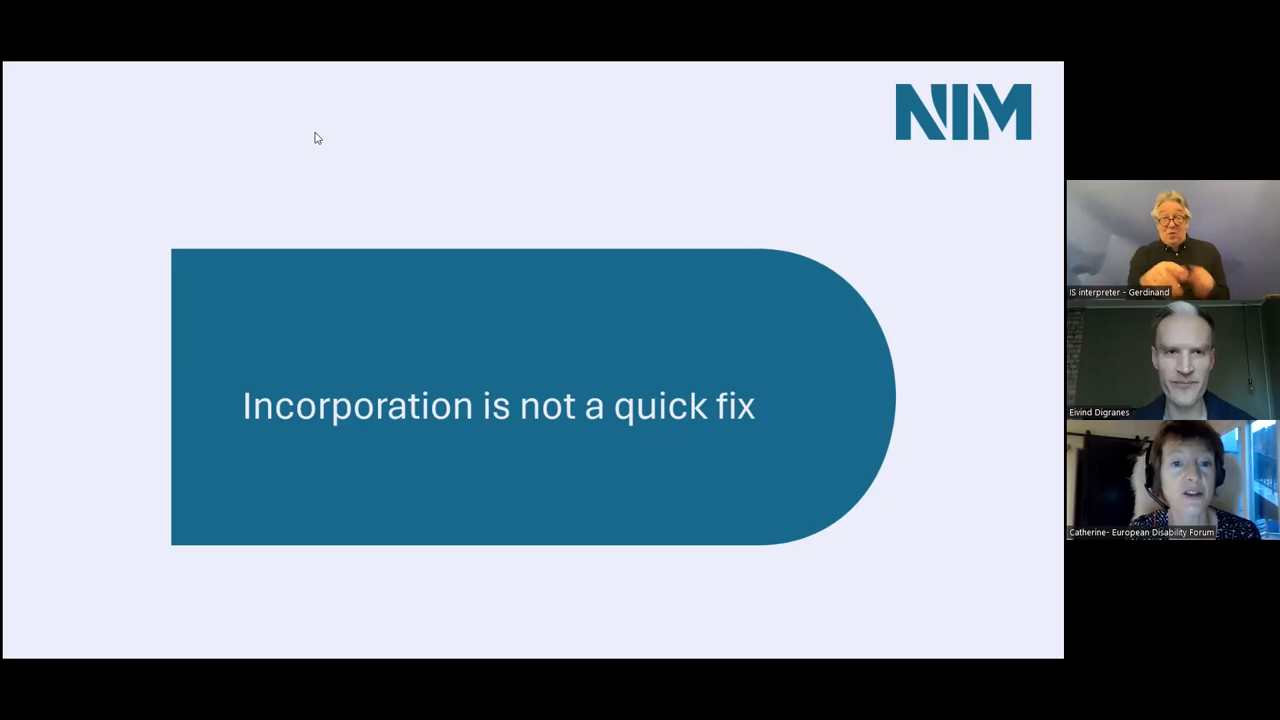 NIM
Incorporation is not a quick fix
IS interpreter - Gerdinand
Eivind Digranes
Catherine- European Disability Forum